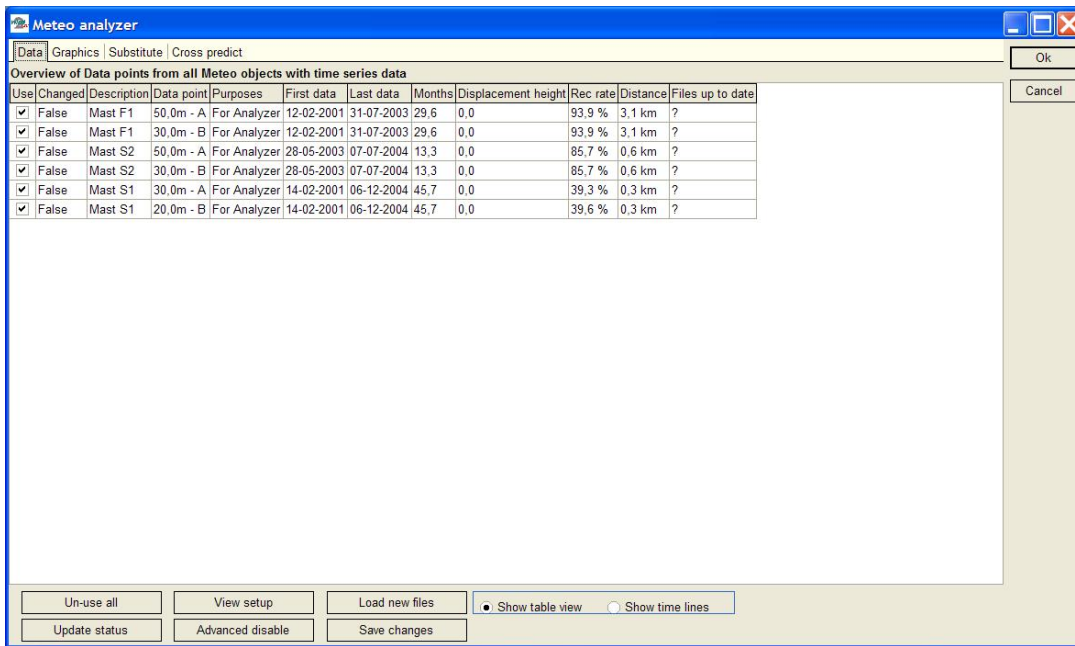 Meteo analyzer
Data Graphics Substitute Cross predict
Ok
Overview of Data points from all Meteo objects with time series data
Cancel
Use Changed Description Data point Purposes First data Last data Months Displacement height Rec rate Distance Files up to date
False Mast F1 50,0m - A For Analyzer 12-02-2001 31-07-2003 29,6 0,0 93,9 % 3,1 km ?
False Mast F1 30,0m - B For Analyzer 12-02-2001 31-07-2003 29,6 0,0 93,9 % 3,1 km ?
False Mast S2 50,0m - A For Analyzer 28-05-2003 07-07-2004 13,3 0,0 85,7 % 0,6 km ?
False Mast S2 30,0m - B For Analyzer 28-05-2003 07-07-2004 13,3 0,0 85,7 % 0,6 km ?
False Mast S1 30,0m - A For Analyzer 14-02-2001 06-12-2004 45,7 0,0 39,3 % 0,3 km ?
False Mast S1 20,0m - B For Analyzer 14-02-2001 06-12-2004 45,7 0,0 39,6 % 0,3 km ?
Un-use all View setup Load new files Show table view Show time lines
Update status Advanced disable Save changes